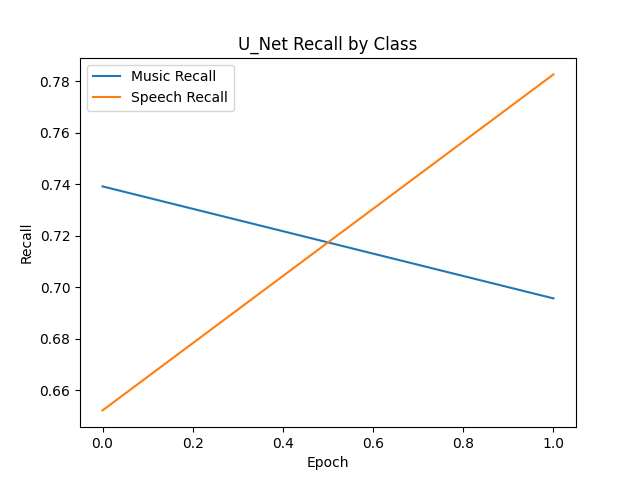 U_Net Recall by Class
Music Recall
Speech Recall
Recall
0.78
0.76
0.74
0.72
0.70
0.68
0.66
0.0 0.2 0.4 0.6 0.8 1.0
Epoch